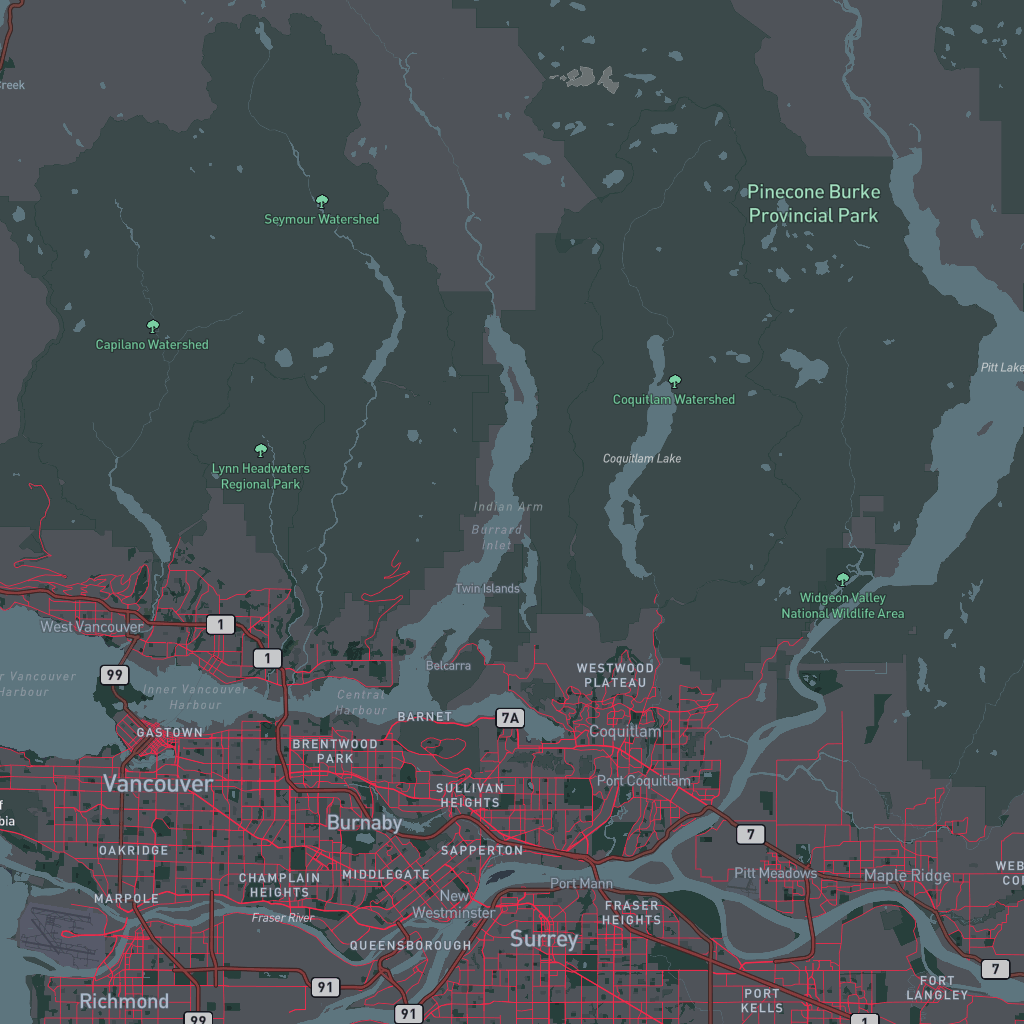 Creek
Pinecone Burke
Provincial Park
Seymour Watershed
Capilano Watershed
Pitt Lake
Coquitlam Watershed
Coquitlam Lake
Lynn Headwaters
Regional Park
Indian Arm
Burrard
Inlet
Twin Islands
Widgeon Valley
National Wildlife Area
West Vancouver
1
1
99
Vancouver
Harbour
Inner Vancouver
Harbour
Central
Harbour
Belcarra
WESTWOOD
PLATEAU
BARNET
7A
GASTOWN
Coquitlam
BRENTWOOD
PARK
Vancouver
Port Coquitlam
SULLIVAN
HEIGHTS
Burnaby
7
OAKRIDGE
SAPPERTON
MIDDLEGATE
CHAMPLAIN
HEIGHTS
Port Mann
Pitt Meadows
Maple Ridge
MARPOLE
New
Westminster
FRASER
HEIGHTS
Fraser River
QUEENSBOROUGH
Surrey
7
91
FORT
LANGLEY
Richmond
PORT
KELLS
91
99
1